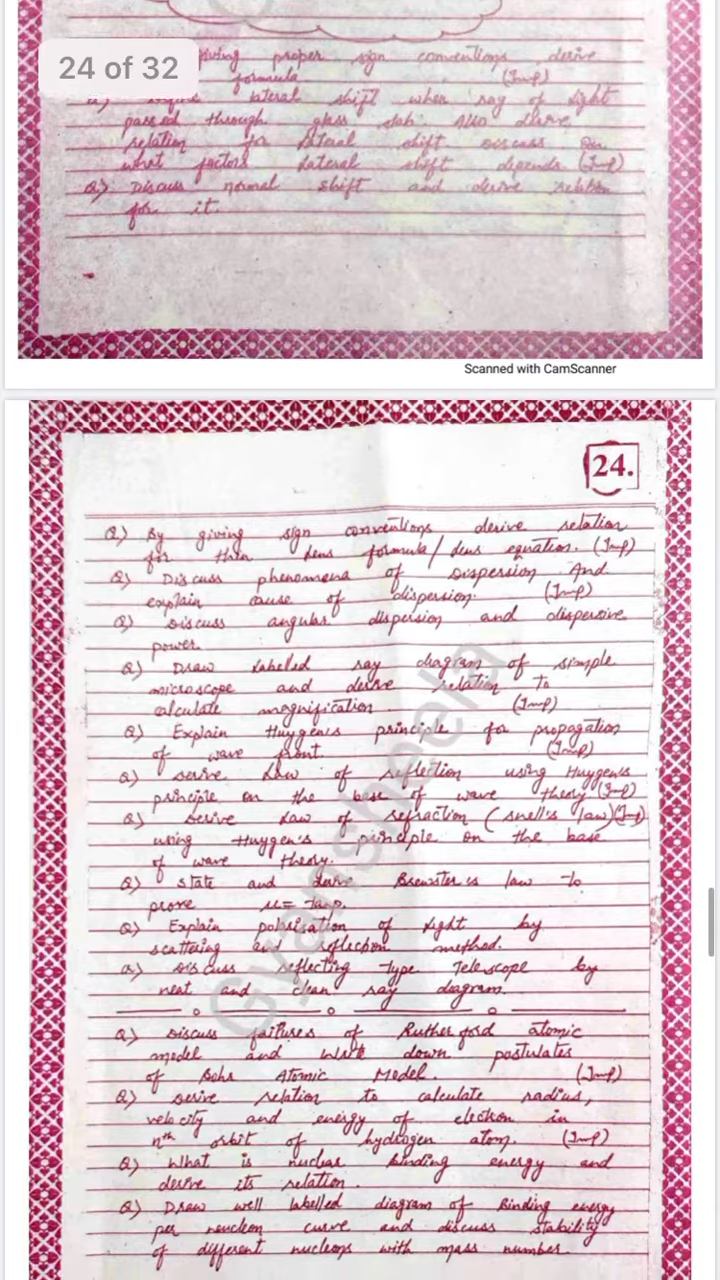 24 of 32
giving proper sign conventions derive
formula (Imp)
lateral shift when ray of light
passed through glass slab. Also derive
relation for lateral shift. Discuss on
what factors lateral shift depends (Imp)
Q) Discuss normal shift and derive relation
for it.
Scanned with CamScanner
24.
Q) By giving sign conventions derive relation
for thin lens formula/lens equation. (Imp)
Q) Discuss phenomena of Dispersion And
explain cause of dispersion. (Imp)
Q) Discuss angular dispersion and dispersive
power.
Q) Draw labeled ray diagram of simple
microscope and derive relation to
calculate magnification. (Imp)
Q) Explain Huygen's principle for propagation
of wave front. (Imp)
Q) Derive law of reflection using Huygen's
principle on the base of wave theory (Imp)
Q) Derive law of refraction (snell's law)(Imp)
using Huygen's principle on the base
of wave theory.
Q) State and derive Brewster's law to
prove u= tanp.
Q) Explain polarisation of light by
scattering and reflection method.
Q) Discuss reflecting type Telescope by
neat and clean ray diagram.
Q) Discuss failures of Rutherford atomic
model and write down postulates
of Bohrs Atomic Model. (Imp)
Q) Derive relation to calculate radius,
velocity and energy of electron in
nth orbit of hydrogen atom. (Imp)
Q) What is nuclear binding energy and
derive its relation.
Q) Draw well labelled diagram of Binding energy
per neucleon curve and discuss stability
of different nucleons with mass number.
Gyansheela